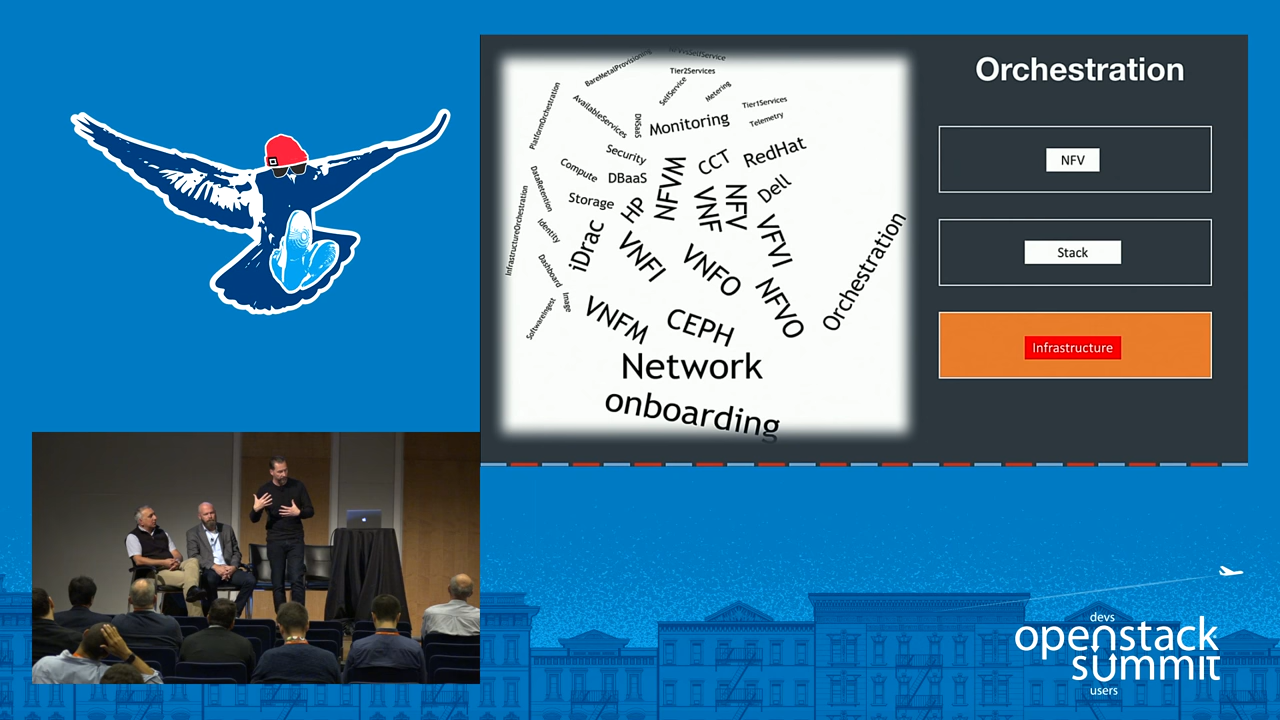 BareMetalProvisioning
Tier2Services
SelfService
Metering
PlatformOrchestration
AvailableServices
DNSaaS
Monitoring
Tier1Services
Telemetry
Security
Compute
DBaaS
NFVM
CCT
RedHat
DataRetention
Storage
HP
VNF
NFV
Dell
InfrastructureOrchestration
Identity
iDrac
VNFI
VNFO
VFVI
Orchestration
Dashboard
Image
SoftwareIngest
VNFM
CEPH
NFVO
Network
onboarding
Orchestration
NFV
Stack
Infrastructure
devs
openstack
summit
users